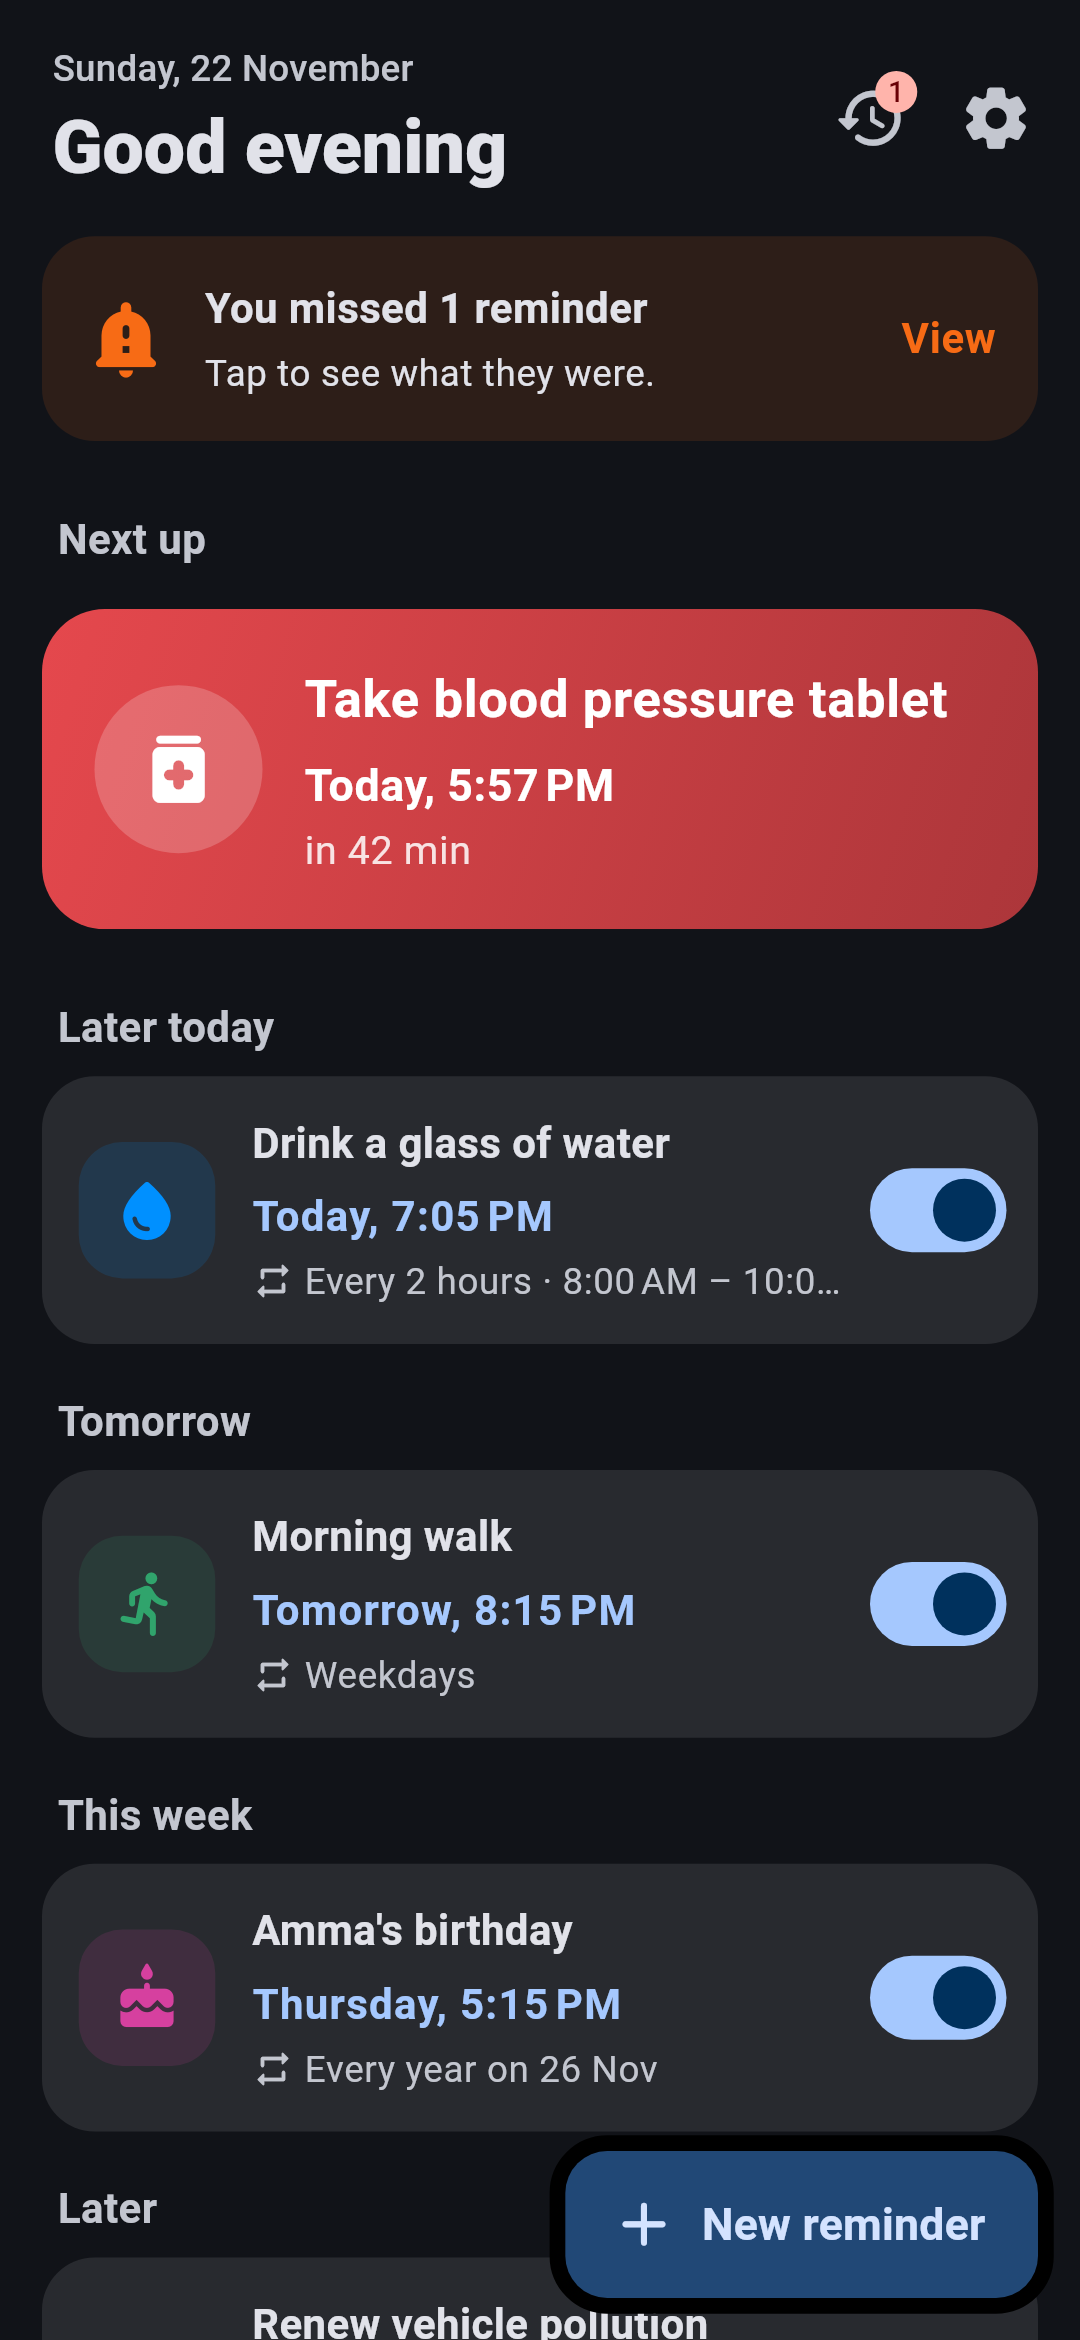 Sunday, 22 November
Good evening
1
You missed 1 reminder
Tap to see what they were.
View
Next up
Take blood pressure tablet
Today, 5:57 PM
in 42 min
Later today
Drink a glass of water
Today, 7:05 PM
Every 2 hours · 8:00 AM – 10:0…
Tomorrow
Morning walk
Tomorrow, 8:15 PM
Weekdays
This week
Amma's birthday
Thursday, 5:15 PM
Every year on 26 Nov
Later
New reminder
Renew vehicle pollution